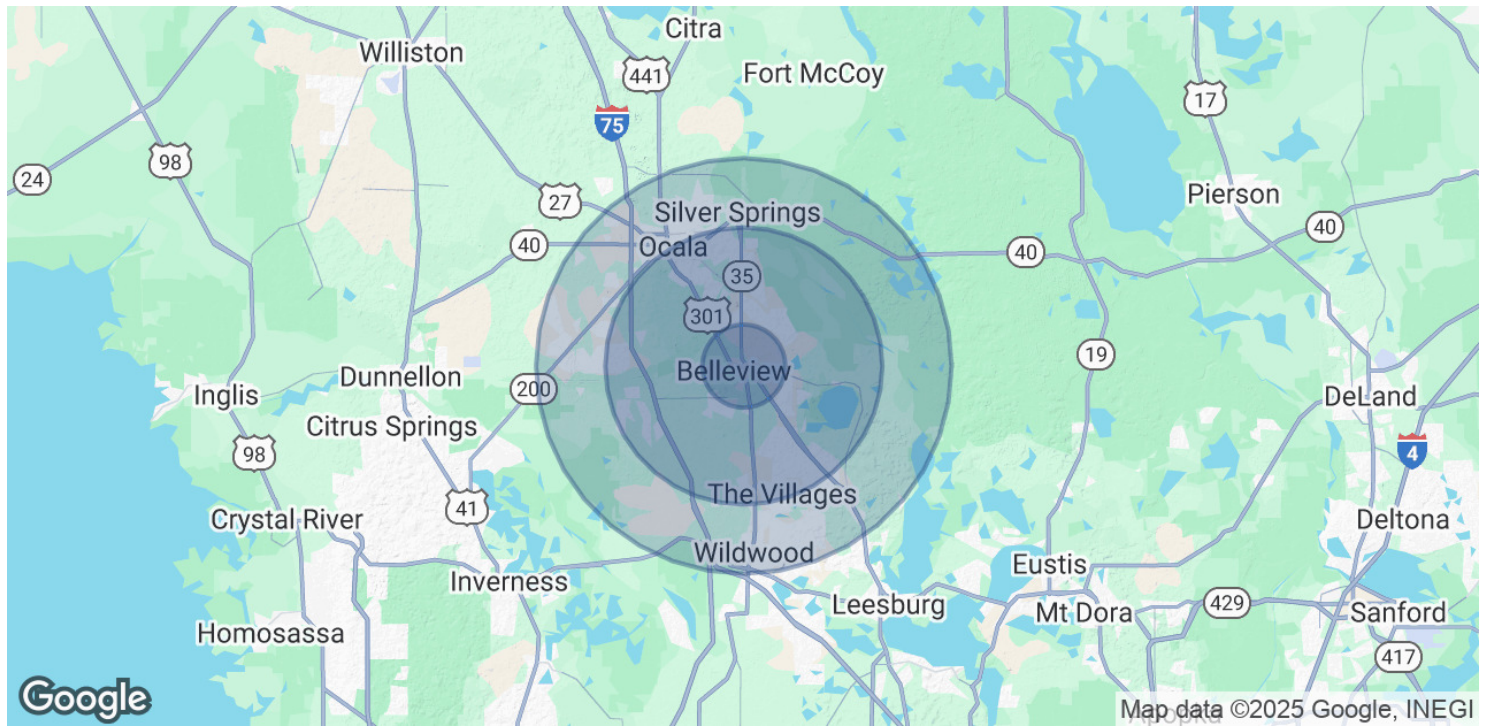 Citra
Williston
441
Fort McCoy
17
75
98
24
Pierson
27
Silver Springs
40
Ocala
40
40
35
301
19
Belleview
Dunnellon
200
Inglis
DeLand
Citrus Springs
98
4
The Villages
41
Crystal River
Deltona
Wildwood
Eustis
Inverness
Leesburg
Mt Dora
429
Sanford
Homosassa
417
Google
Apopka
Map data ©2025 Google, INEGI